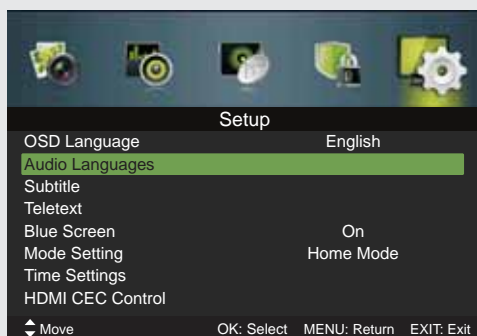 Setup
OSD Language English
Audio Languages
Subtitle
Teletext
Blue Screen On
Mode Setting Home Mode
Time Settings
HDMI CEC Control
Move OK: Select MENU: Return EXIT: Exit